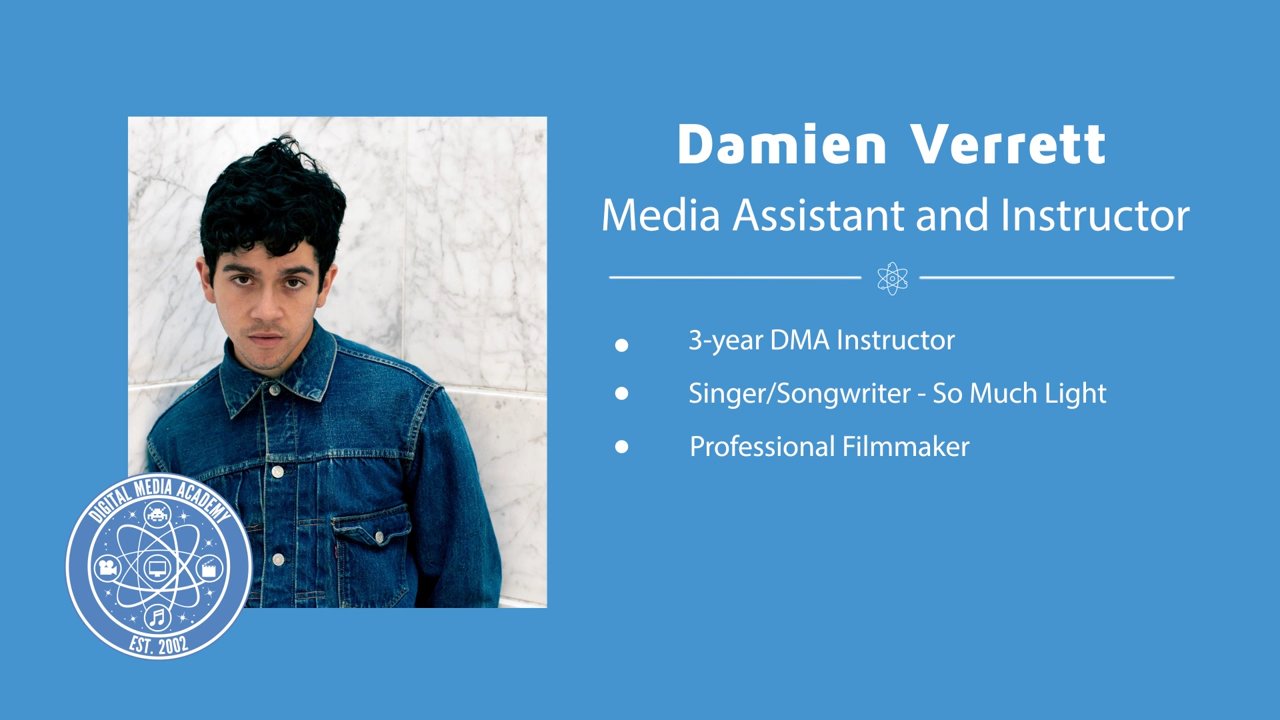 Damien Verrett
Media Assistant and Instructor
3-year DMA Instructor
Singer/Songwriter - So Much Light
Professional Filmmaker
DIGITAL MEDIA ACADEMY
EST. 2002